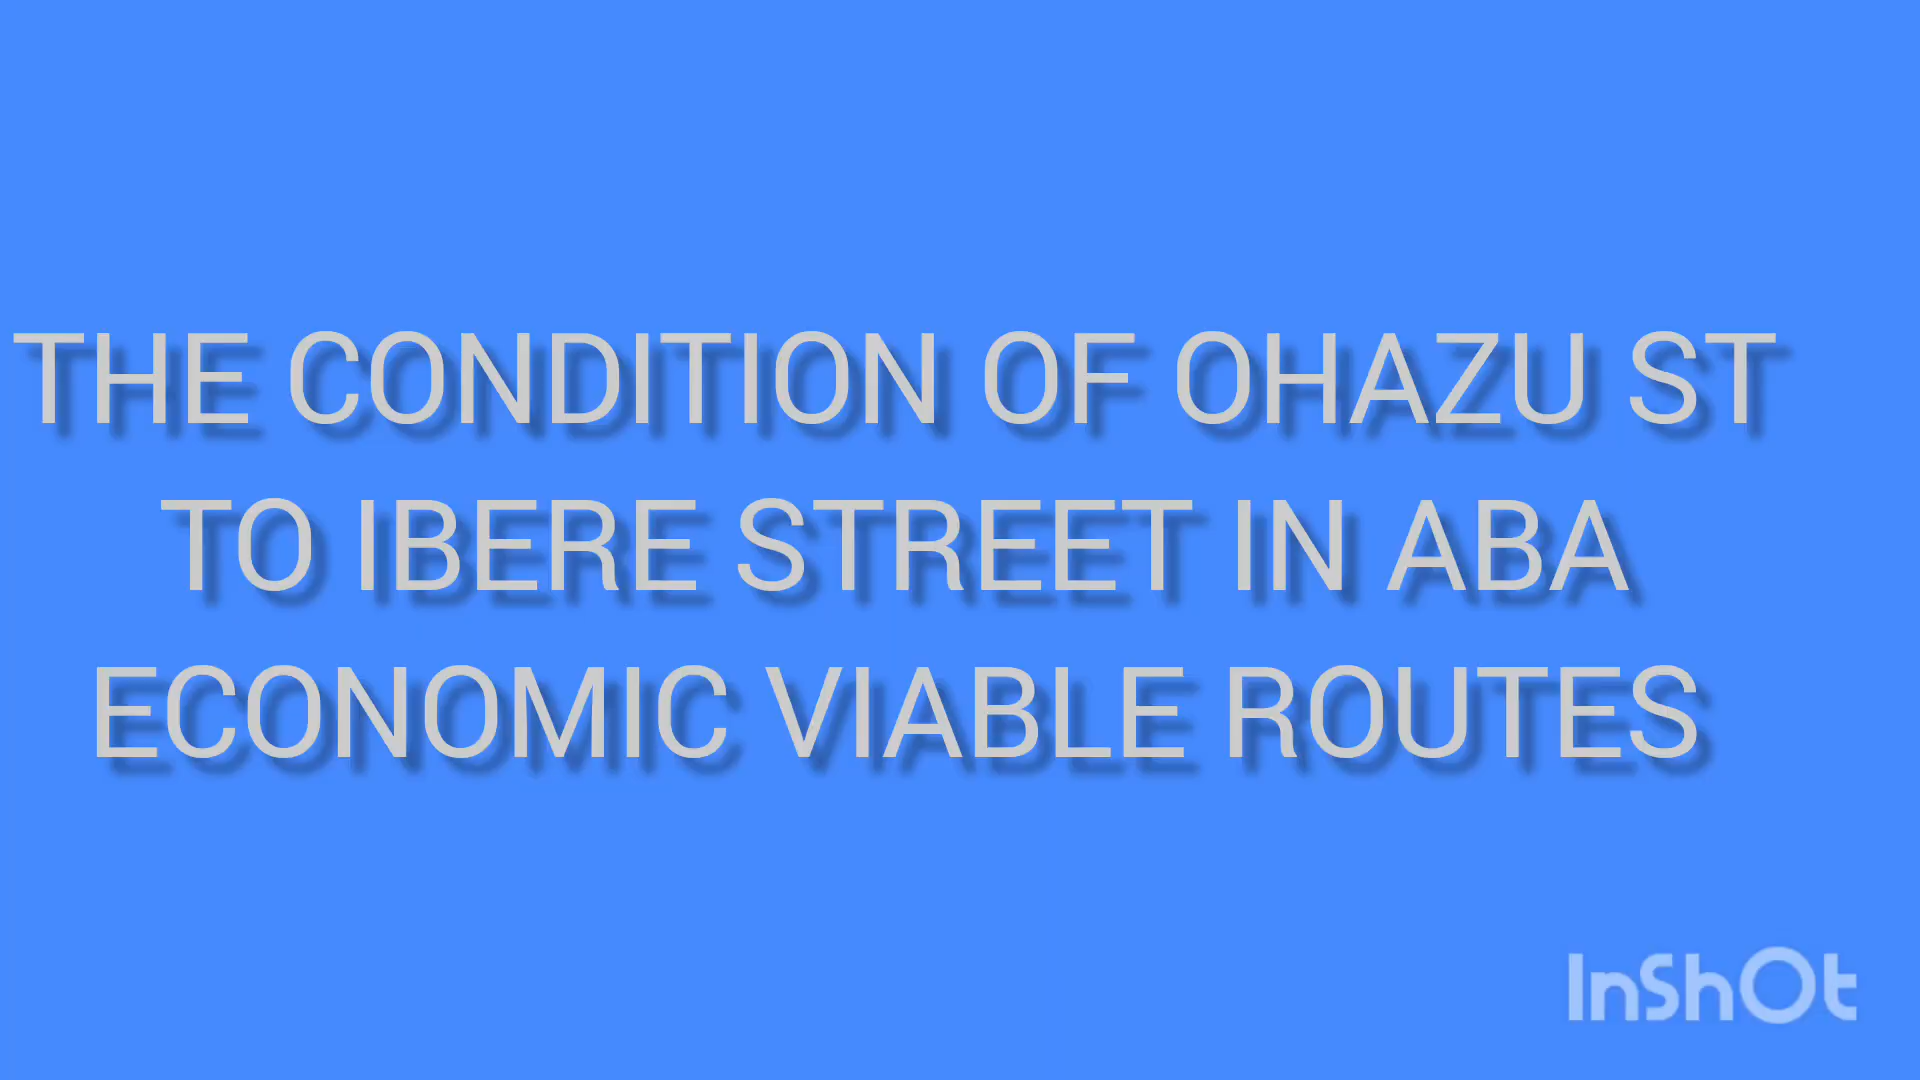 THE CONDITION OF OHAZU ST
TO IBERE STREET IN ABA
ECONOMIC VIABLE ROUTES
InShOt